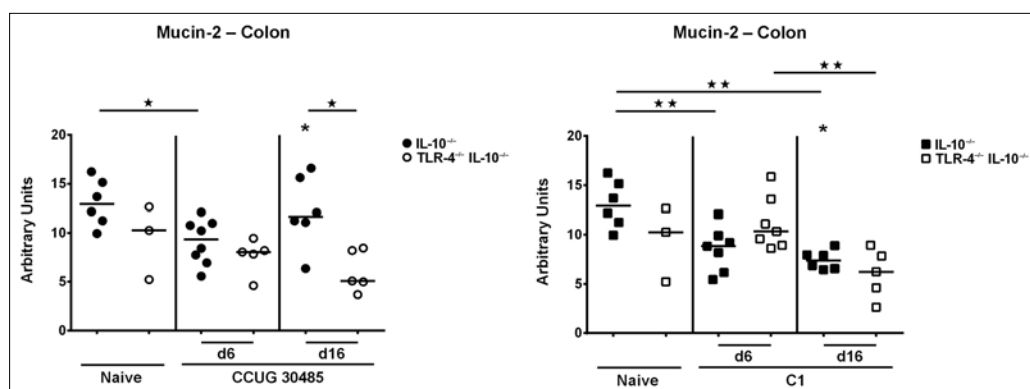 Mucin-2 – Colon
★
★
20
*
15
10
5
0
Arbitrary Units
● IL-10⁻/⁻
○ TLR-4⁻/⁻ IL-10⁻/⁻
d6
d16
Naive
CCUG 30485
Mucin-2 – Colon
★★
★★
★★
20
*
15
10
5
0
Arbitrary Units
■ IL-10⁻/⁻
□ TLR-4⁻/⁻ IL-10⁻/⁻
d6
d16
Naive
C1